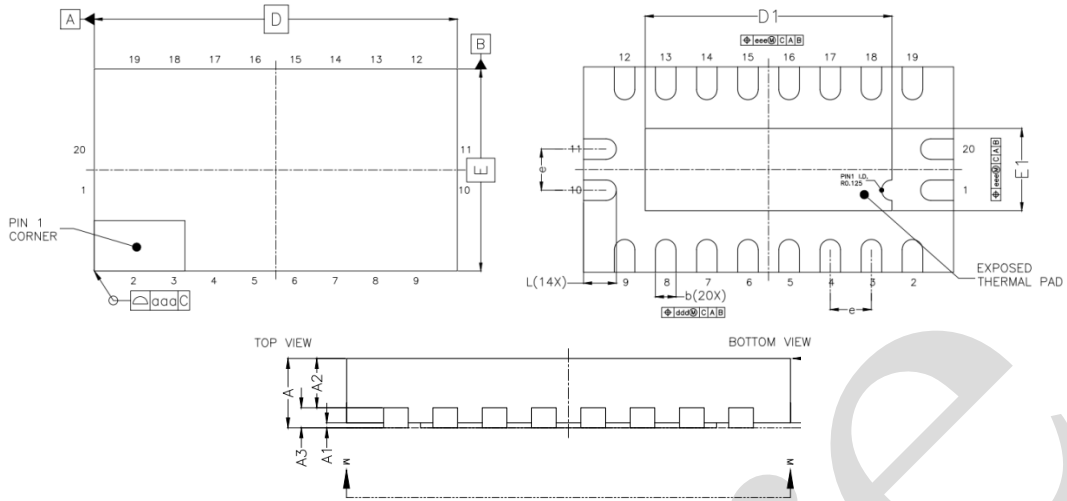 A
D
B
19 18 17 16 15 14 13 12
20
1
11
10
E
PIN 1
CORNER
2 3 4 5 6 7 8 9
aaa C
TOP VIEW
D1
eee Ⓜ C A B
12 13 14 15 16 17 18 19
11
10
e
20
1
E1
eee Ⓜ C A B
PIN1 I.D.
R0.125
EXPOSED
THERMAL PAD
L(14X)
9 8 7 6 5 4 3 2
b(20X)
e
ddd Ⓜ C A B
BOTTOM VIEW
A
A2
A3
A1
M
M